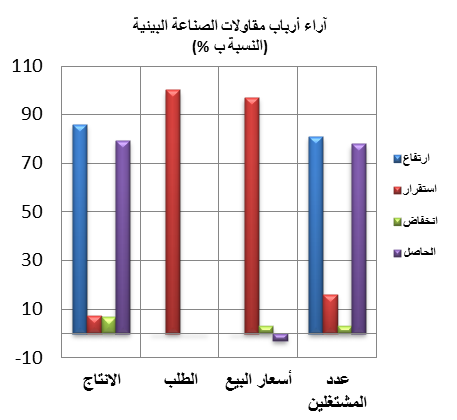 آراء أرباب مقاولات الصناعة البينية
(النسبة ب %)
110
90
70
50
30
10
-10
ارتفاع
استقرار
انخفاض
الحاصل
الانتاج
الطلب
أسعار البيع
عدد
المشتغلين